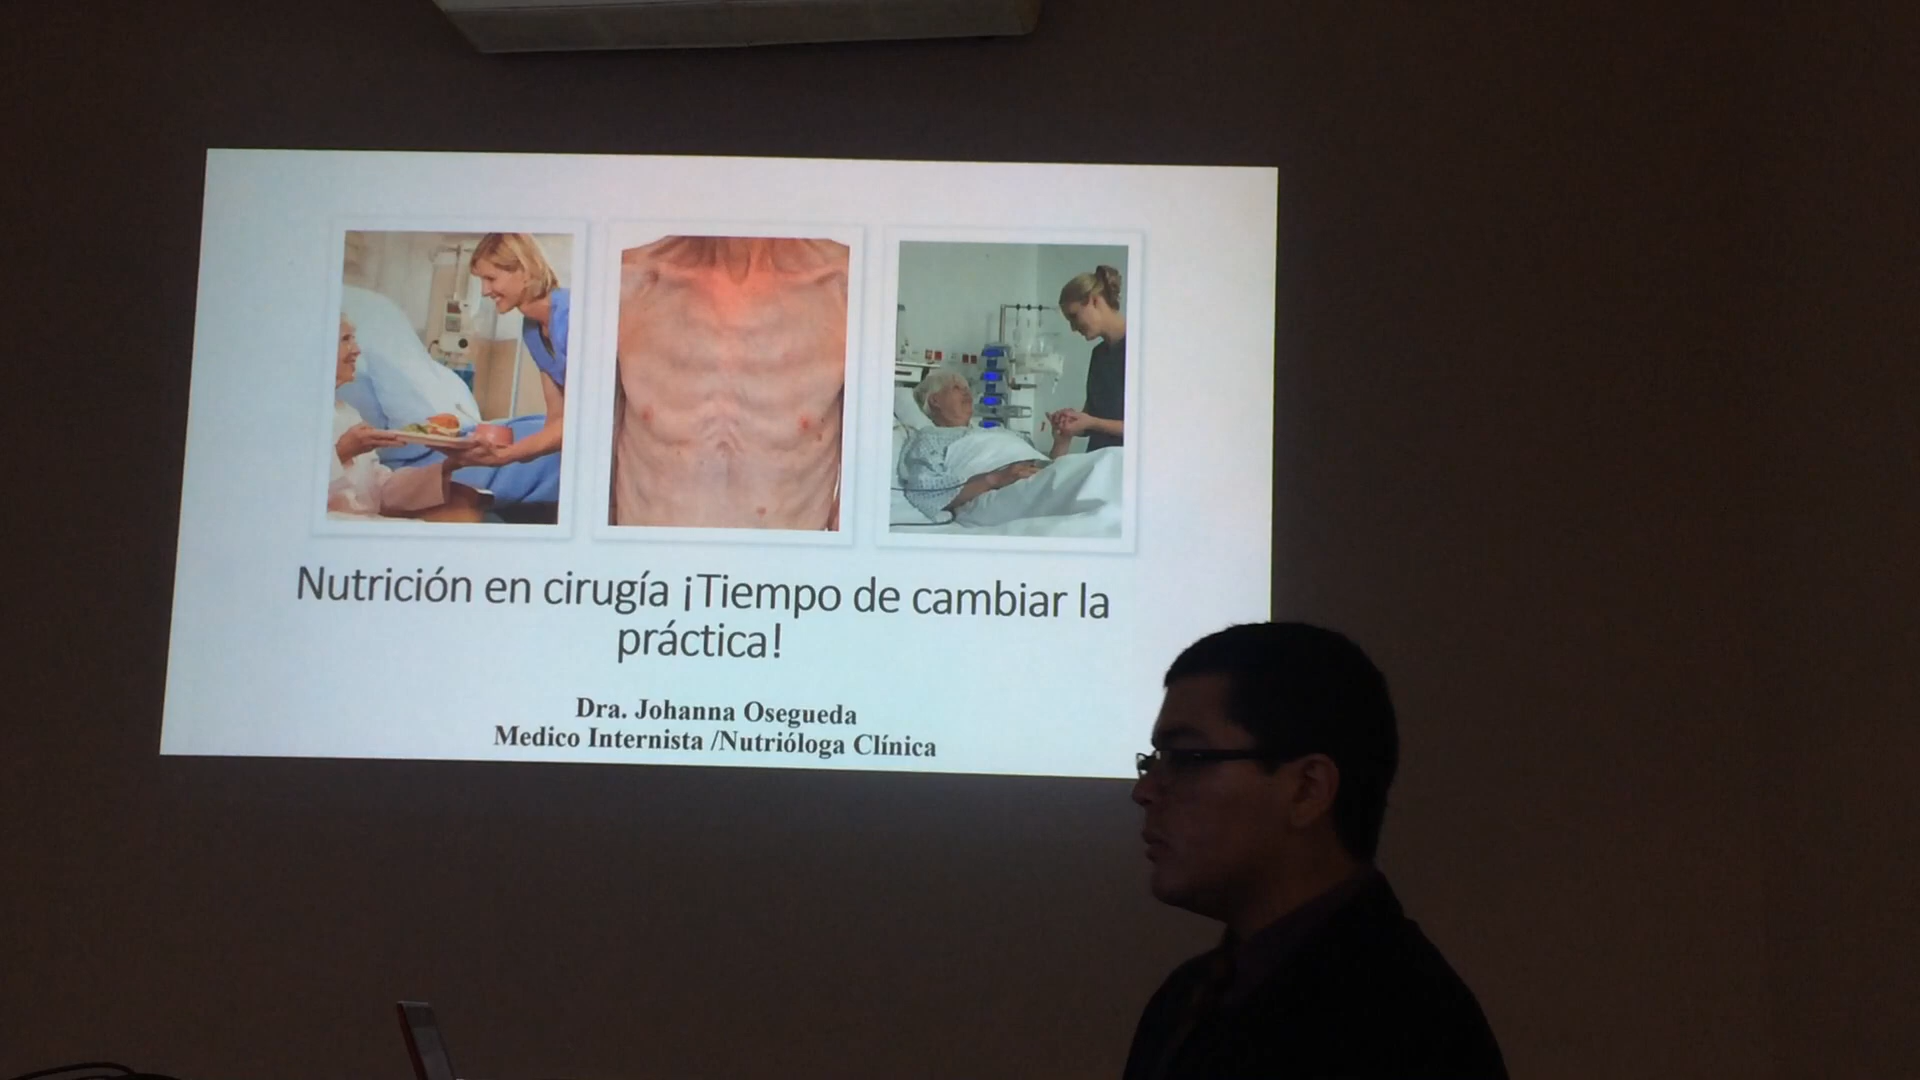 Nutrición en cirugía ¡Tiempo de cambiar la
práctica!
Dra. Johanna Osegueda
Medico Internista /Nutrióloga Clínica